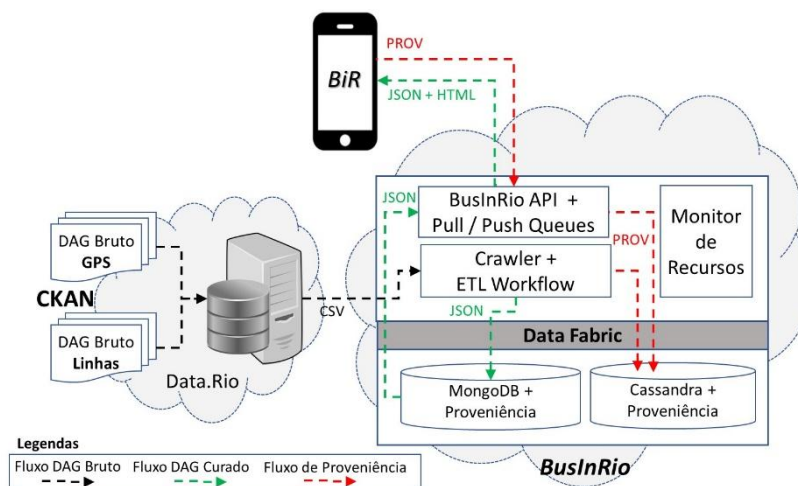 PROV
BiR
JSON + HTML
JSON
BusInRio API +
Pull / Push Queues
PROV
Monitor
de
Recursos
DAG Bruto
GPS
CKAN
DAG Bruto
Linhas
Data.Rio
CSV
Crawler +
ETL Workflow
JSON
Data Fabric
MongoDB +
Proveniência
Cassandra +
Proveniência
BusInRio
Legendas
Fluxo DAG Bruto
Fluxo DAG Curado
Fluxo de Proveniência